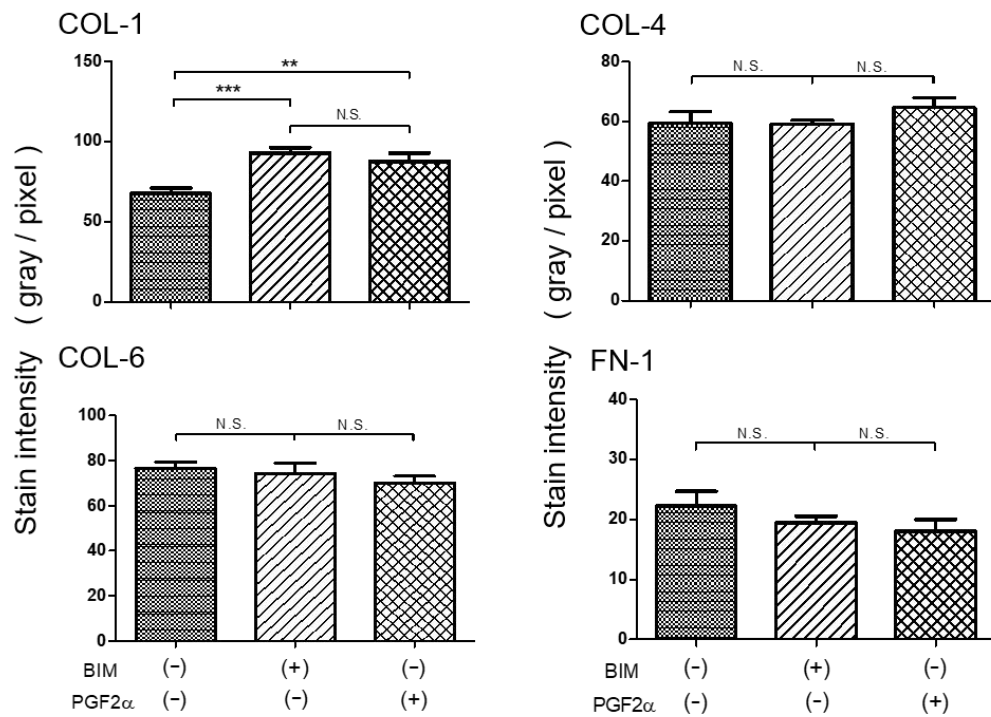 COL-1
150
100
50
0
**
***
N.S.
COL-4
80
60
40
20
0
N.S. N.S.
Stain intensity ( gray / pixel )
Stain intensity ( gray / pixel )
COL-6
100
80
60
40
20
0
N.S. N.S.
FN-1
40
30
20
10
0
N.S. N.S.
BIM (−) (+) (−)
PGF2α (−) (−) (+)
BIM (−) (+) (−)
PGF2α (−) (−) (+)